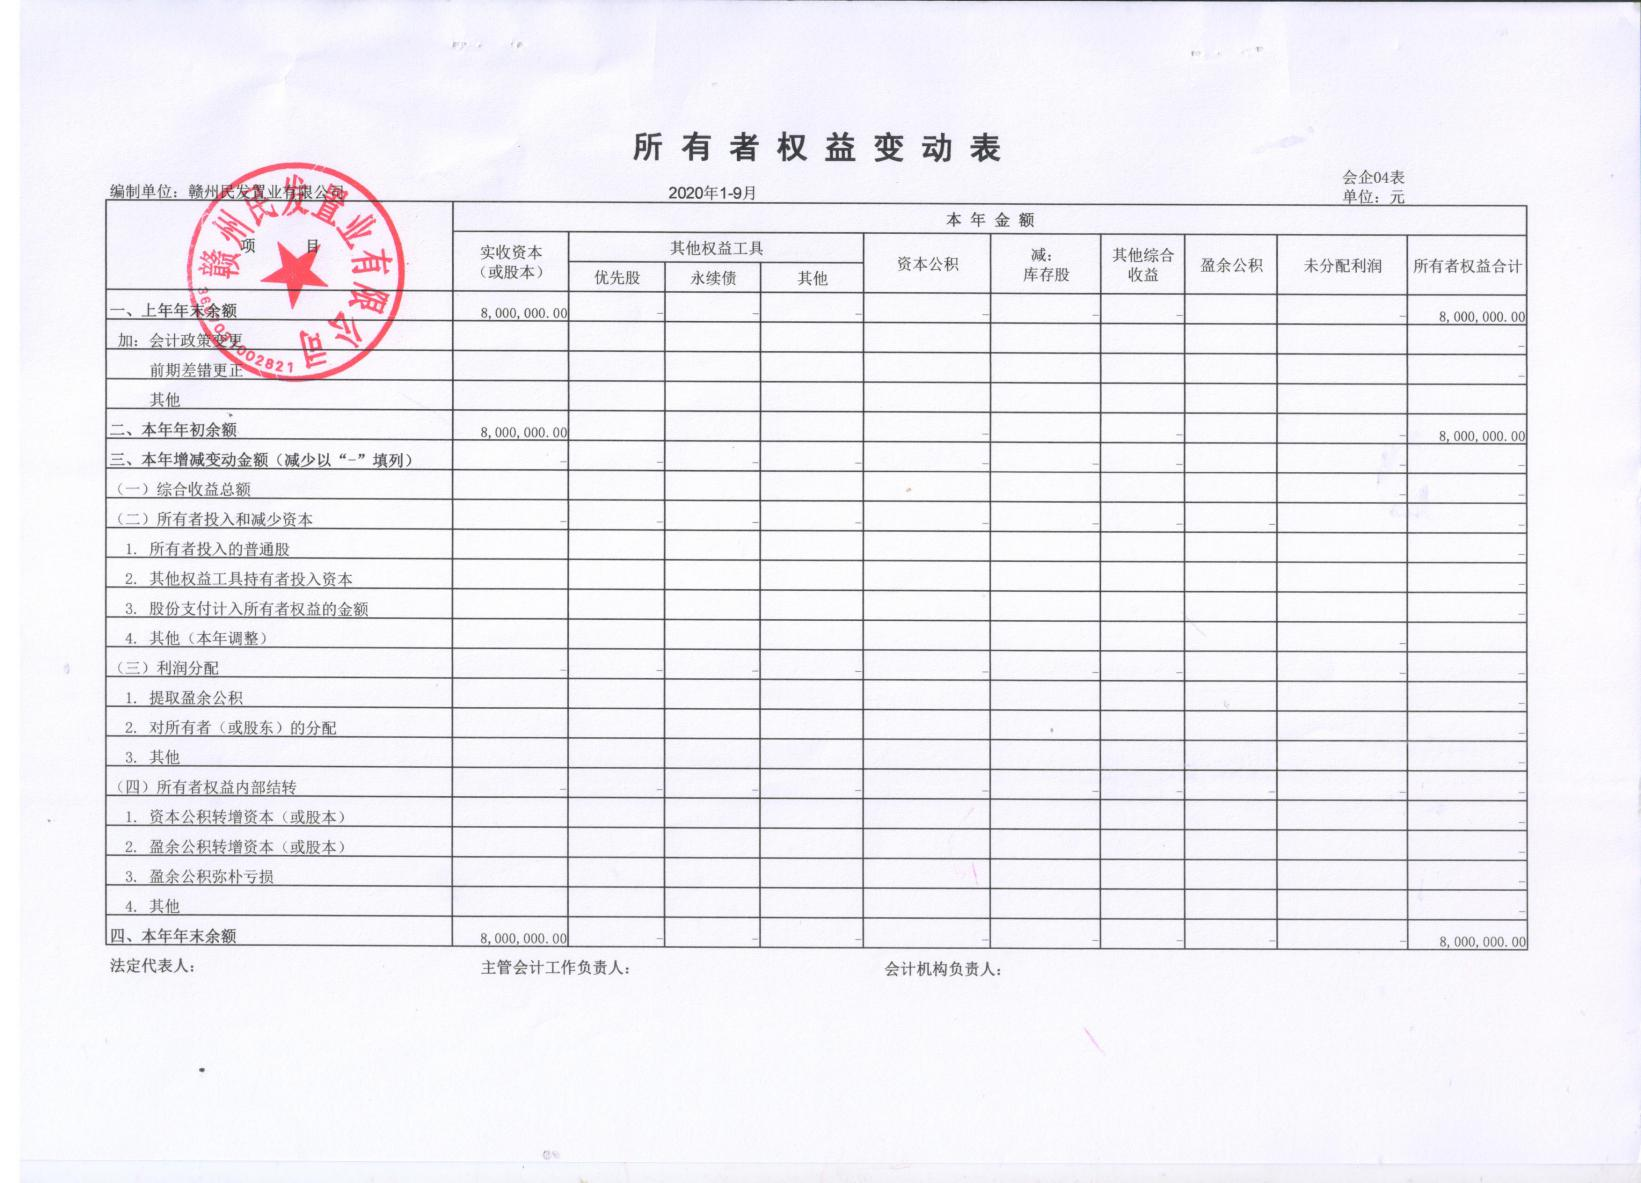 所有者权益变动表
会企04表
编制单位：赣州民发置业有限公司 2020年1-9月 单位：元
项 目 本年金额
实收资本（或股本） 其他权益工具 资本公积 减：库存股 其他综合收益 盈余公积 未分配利润 所有者权益合计
优先股 永续债 其他
一、上年年末余额 8,000,000.00 – – – – – – – – 8,000,000.00
加：会计政策变更 –
前期差错更正 –
其他
二、本年年初余额 8,000,000.00 – – – 8,000,000.00
三、本年增减变动金额（减少以“-”填列） – – – – – – – – –
（一）综合收益总额 – –
（二）所有者投入和减少资本 – – – – – – – – –
1. 所有者投入的普通股 –
2. 其他权益工具持有者投入资本 –
3. 股份支付计入所有者权益的金额 –
4. 其他（本年调整） – –
（三）利润分配 – – – – – – – – – –
1. 提取盈余公积 –
2. 对所有者（或股东）的分配 –
3. 其他 –
（四）所有者权益内部结转 – – – – – – – – – –
1. 资本公积转增资本（或股本） –
2. 盈余公积转增资本（或股本） –
3. 盈余公积弥朴亏损 –
4. 其他 –
四、本年年末余额 8,000,000.00 – – – – – – – – 8,000,000.00
法定代表人： 主管会计工作负责人： 会计机构负责人：
赣州民发置业有限公司